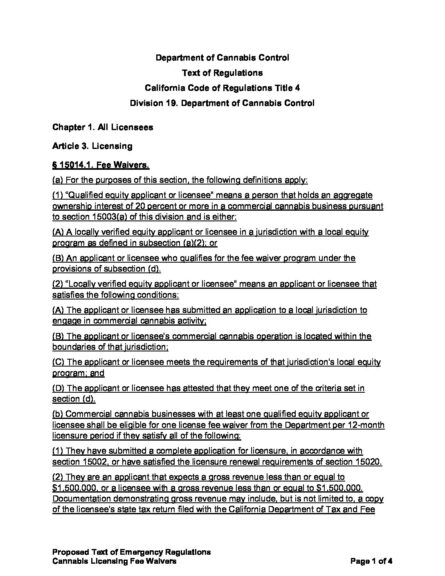 Department of Cannabis Control
Text of Regulations
California Code of Regulations Title 4
Division 19. Department of Cannabis Control
Chapter 1. All Licensees
Article 3. Licensing
§ 15014.1. Fee Waivers.
(a) For the purposes of this section, the following definitions apply:
(1) "Qualified equity applicant or licensee" means a person that holds an aggregate
ownership interest of 20 percent or more in a commercial cannabis business pursuant
to section 15003(a) of this division and is either:
(A) A locally verified equity applicant or licensee in a jurisdiction with a local equity
program as defined in subsection (a)(2); or
(B) An applicant or licensee who qualifies for the fee waiver program under the
provisions of subsection (d).
(2) "Locally verified equity applicant or licensee" means an applicant or licensee that
satisfies the following conditions:
(A) The applicant or licensee has submitted an application to a local jurisdiction to
engage in commercial cannabis activity;
(B) The applicant or licensee's commercial cannabis operation is located within the
boundaries of that jurisdiction;
(C) The applicant or licensee meets the requirements of that jurisdiction's local equity
program; and
(D) The applicant or licensee has attested that they meet one of the criteria set in
section (d).
(b) Commercial cannabis businesses with at least one qualified equity applicant or
licensee shall be eligible for one license fee waiver from the Department per 12-month
licensure period if they satisfy all of the following:
(1) They have submitted a complete application for licensure, in accordance with
section 15002, or have satisfied the licensure renewal requirements of section 15020.
(2) They are an applicant that expects a gross revenue less than or equal to
$1,500,000, or a licensee with a gross revenue less than or equal to $1,500,000.
Documentation demonstrating gross revenue may include, but is not limited to, a copy
of the licensee's state tax return filed with the California Department of Tax and Fee
Proposed Text of Emergency Regulations
Cannabis Licensing Fee Waivers Page 1 of 4